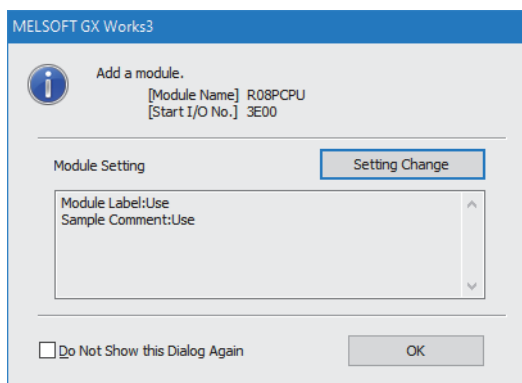 MELSOFT GX Works3
Add a module.
[Module Name] R08PCPU
[Start I/O No.] 3E00
Module Setting
Setting Change
Module Label:Use
Sample Comment:Use
Do Not Show this Dialog Again
OK